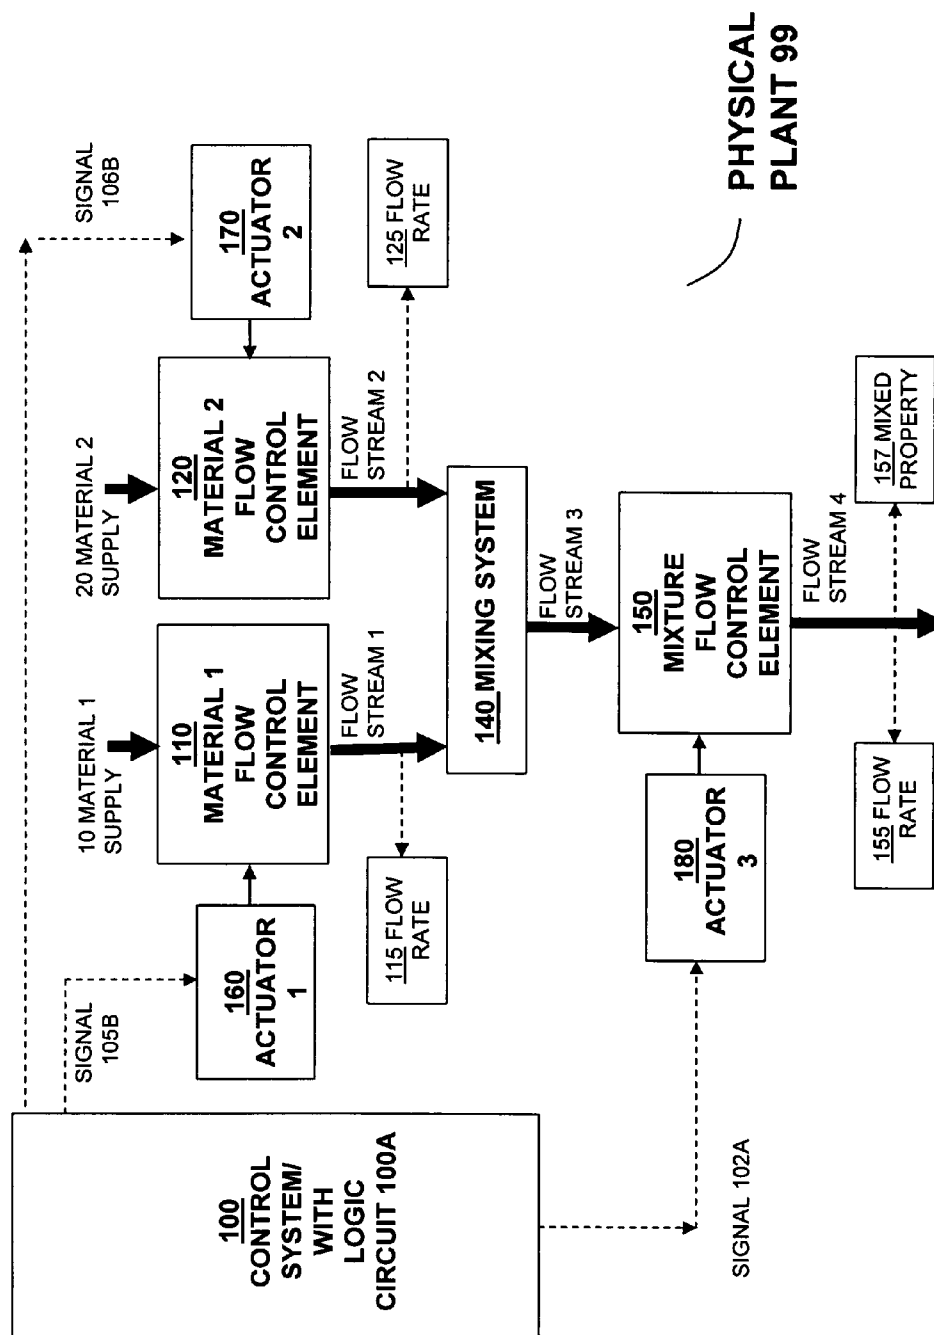 100
CONTROL
SYSTEM/
WITH
LOGIC
CIRCUIT 100A
SIGNAL
105B
SIGNAL
106B
SIGNAL 102A
160
ACTUATOR
1
170
ACTUATOR
2
10 MATERIAL 1
SUPPLY
20 MATERIAL 2
SUPPLY
110
MATERIAL 1
FLOW
CONTROL
ELEMENT
120
MATERIAL 2
FLOW
CONTROL
ELEMENT
FLOW
STREAM 1
FLOW
STREAM 2
115 FLOW
RATE
125 FLOW
RATE
140 MIXING SYSTEM
FLOW
STREAM 3
180
ACTUATOR
3
150
MIXTURE
FLOW
CONTROL
ELEMENT
FLOW
STREAM 4
155 FLOW
RATE
157 MIXED
PROPERTY
PHYSICAL
PLANT 99